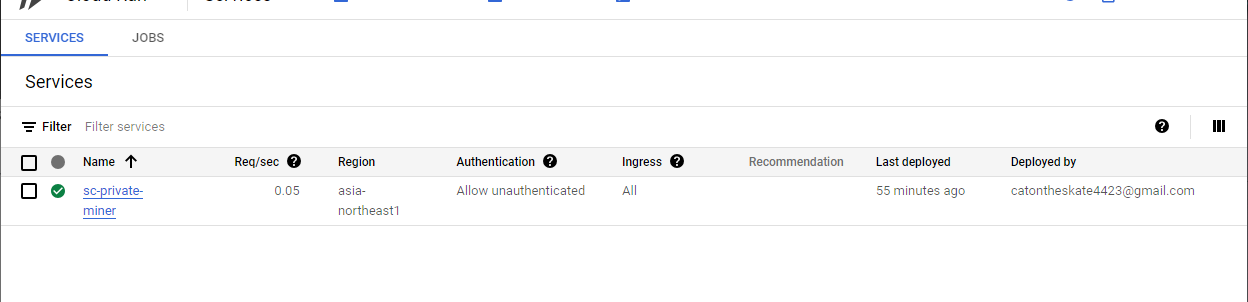 SERVICES JOBS
Services
Filter Filter services
Name Req/sec Region Authentication Ingress Recommendation Last deployed Deployed by
sc-private- 0.05 asia- Allow unauthenticated All 55 minutes ago catontheskate4423@gmail.com
miner northeast1